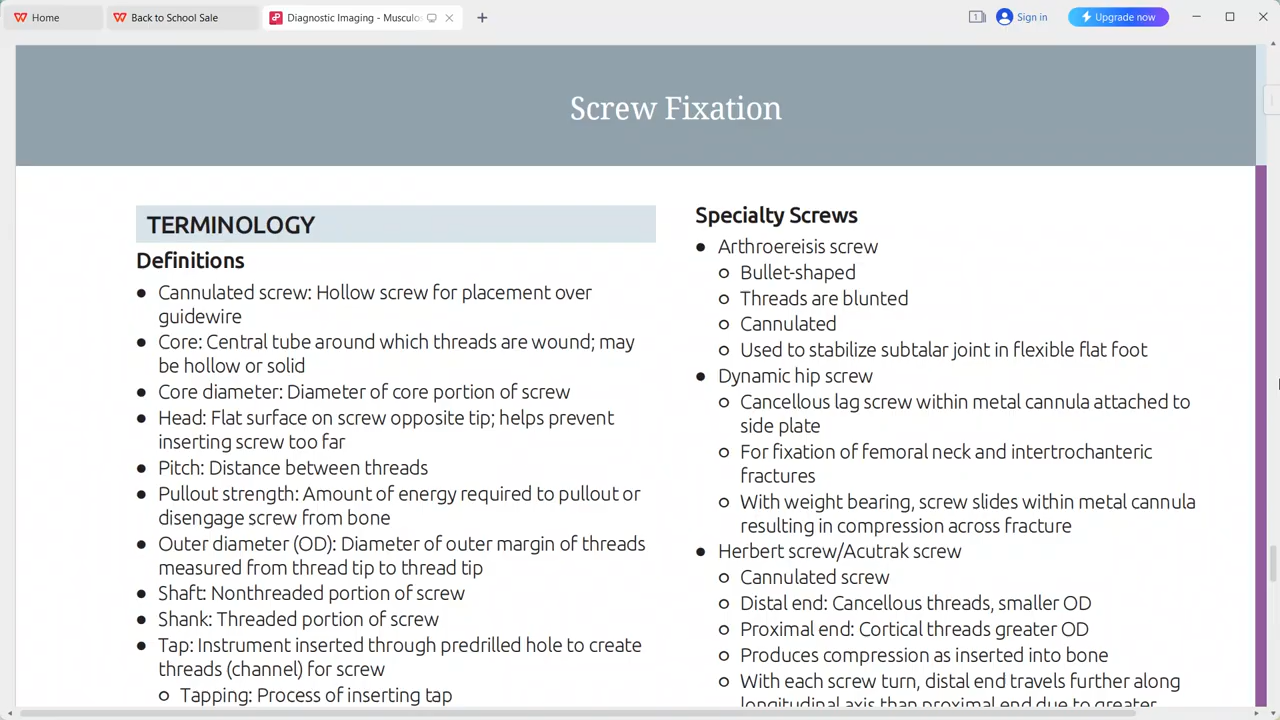 Home
Back to School Sale
Diagnostic Imaging - Musculo
1
Sign in
Upgrade now
Screw Fixation
TERMINOLOGY
Definitions
● Cannulated screw: Hollow screw for placement over
guidewire
● Core: Central tube around which threads are wound; may
be hollow or solid
● Core diameter: Diameter of core portion of screw
● Head: Flat surface on screw opposite tip; helps prevent
inserting screw too far
● Pitch: Distance between threads
● Pullout strength: Amount of energy required to pullout or
disengage screw from bone
● Outer diameter (OD): Diameter of outer margin of threads
measured from thread tip to thread tip
● Shaft: Nonthreaded portion of screw
● Shank: Threaded portion of screw
● Tap: Instrument inserted through predrilled hole to create
threads (channel) for screw
○ Tapping: Process of inserting tap
Specialty Screws
● Arthroereisis screw
○ Bullet-shaped
○ Threads are blunted
○ Cannulated
○ Used to stabilize subtalar joint in flexible flat foot
● Dynamic hip screw
○ Cancellous lag screw within metal cannula attached to
side plate
○ For fixation of femoral neck and intertrochanteric
fractures
○ With weight bearing, screw slides within metal cannula
resulting in compression across fracture
● Herbert screw/Acutrak screw
○ Cannulated screw
○ Distal end: Cancellous threads, smaller OD
○ Proximal end: Cortical threads greater OD
○ Produces compression as inserted into bone
○ With each screw turn, distal end travels further along
longitudinal axis than proximal end due to greater